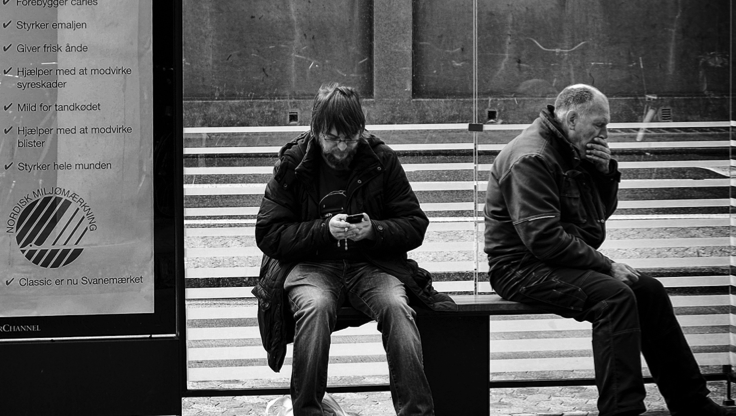 ✔ Forebygger caries
✔ Styrker emaljen
✔ Giver frisk ånde
✔ Hjælper med at modvirke
syreskader
✔ Mild for tandkødet
✔ Hjælper med at modvirke
blister
✔ Styrker hele munden
NORDISK MILJØMÆRKNING
✔ Classic er nu Svanemærket
RCHANNEL